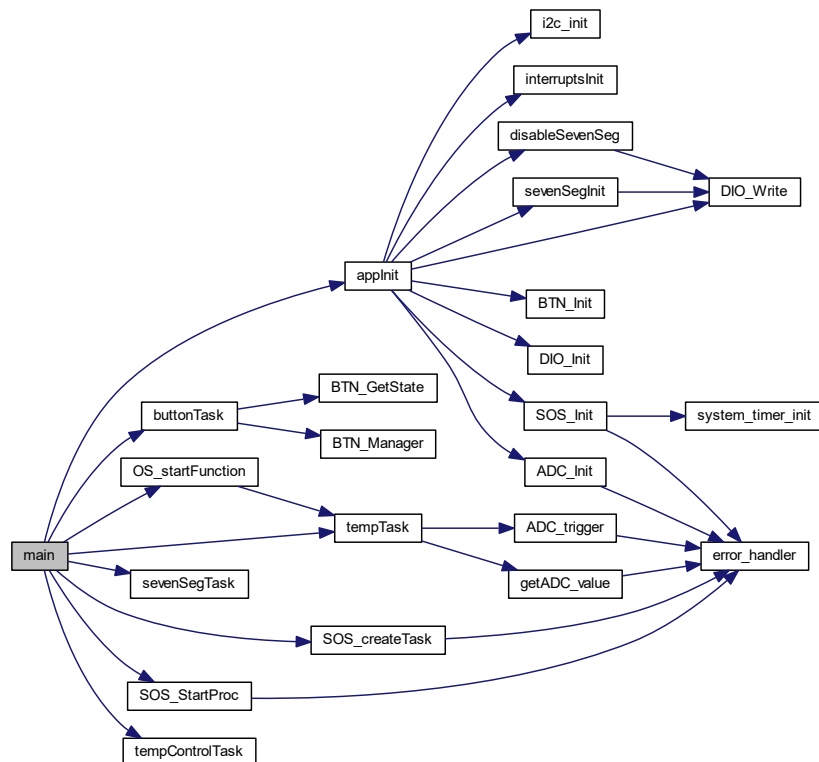 i2c_init
interruptsInit
disableSevenSeg
sevenSegInit
DIO_Write
appInit
BTN_Init
DIO_Init
BTN_GetState
buttonTask
SOS_Init
system_timer_init
BTN_Manager
OS_startFunction
ADC_Init
tempTask
ADC_trigger
main
error_handler
sevenSegTask
getADC_value
SOS_createTask
SOS_StartProc
tempControlTask